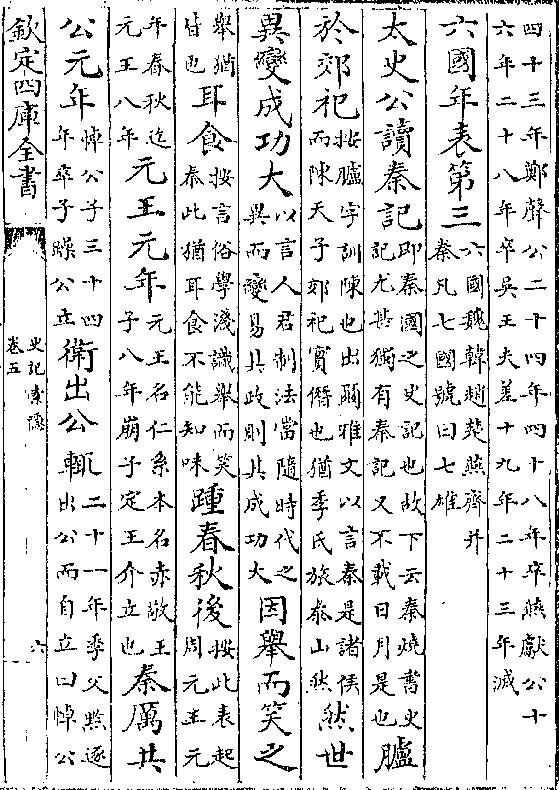 四十三年鄭聲公二十四年四十八年卒燕獻公十
六年二十八年卒吳王夫差十九年二十三年滅
六國年表第三六國魏韓趙楚燕齊并
秦凡七國號曰七雄
太史公讀秦記即秦國之史記也故下云秦燒書史
記尤甚獨有秦記又不載日月是也臚
於郊祀按臚字訓陳也出爾雅文以言秦是諸侯
而陳天子郊祀實僭也猶季氏旅泰山然然世
異變成功大以言人君制法當隨時代之
異而變易其政則其成功大因舉而笑之
舉猶
皆也耳食按言俗學淺識舉而笑
秦此猶耳食不能知味踵春秋後按此表起
周元王元
年春秋迄
元王八年元王元年元王名仁系本名赤敬王
子八年崩子定王介立也秦厲共
公元年悼公子三十四
年卒子躁公立衛出公輒二十一年季父黔逐
出公而自立曰悼公
欽定四庫全書
史記索隱
卷五
六